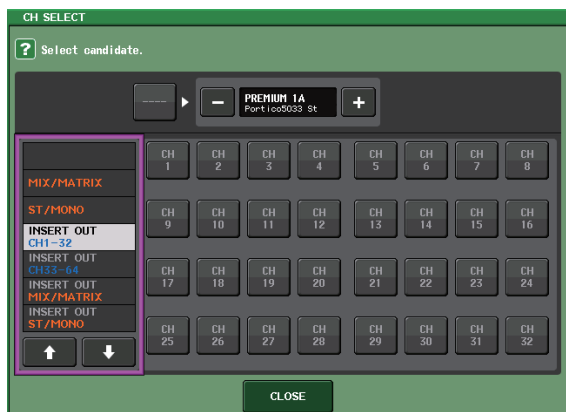 CH SELECT
? Select candidate.
----
− PREMIUM 1A +
Portico5033 St
MIX/MATRIX
ST/MONO
INSERT OUT
CH1-32
INSERT OUT
CH33-64
INSERT OUT
MIX/MATRIX
INSERT OUT
ST/MONO
CH 1
CH 2
CH 3
CH 4
CH 5
CH 6
CH 7
CH 8
CH 9
CH 10
CH 11
CH 12
CH 13
CH 14
CH 15
CH 16
CH 17
CH 18
CH 19
CH 20
CH 21
CH 22
CH 23
CH 24
CH 25
CH 26
CH 27
CH 28
CH 29
CH 30
CH 31
CH 32
CLOSE